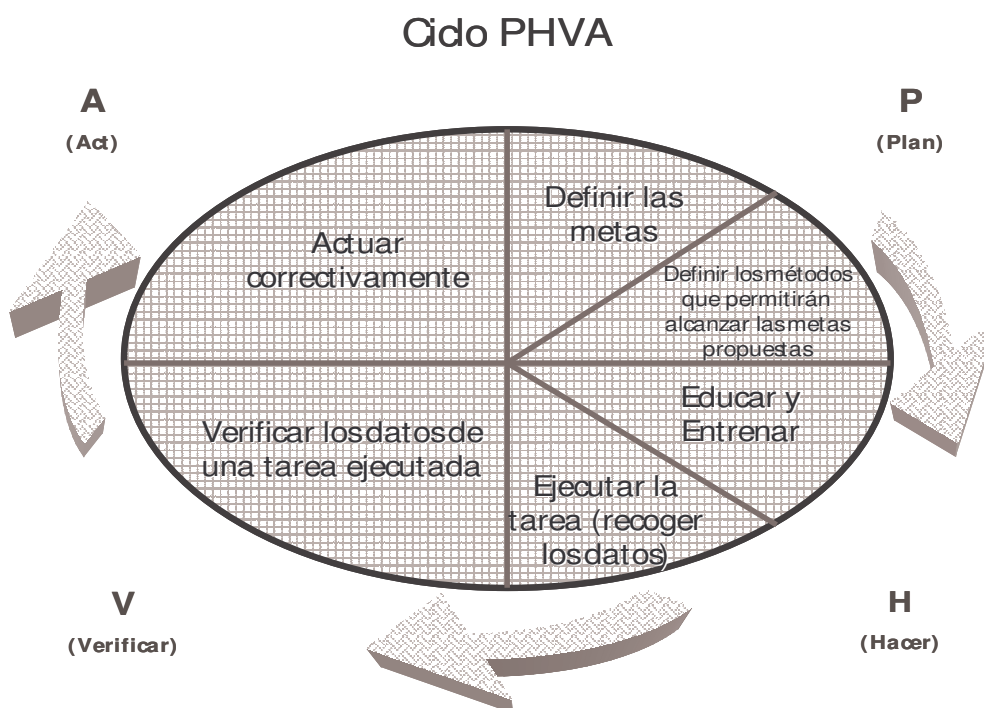 Ciclo PHVA
A
(Act)
P
(Plan)
Definir las
metas
Actuar
correctivamente
Definir los métodos
que permitirán
alcanzar las metas
propuestas
Educar y
Entrenar
Verificar los datos de
una tarea ejecutada
Ejecutar la
tarea (recoger
los datos)
V
(Verificar)
H
(Hacer)